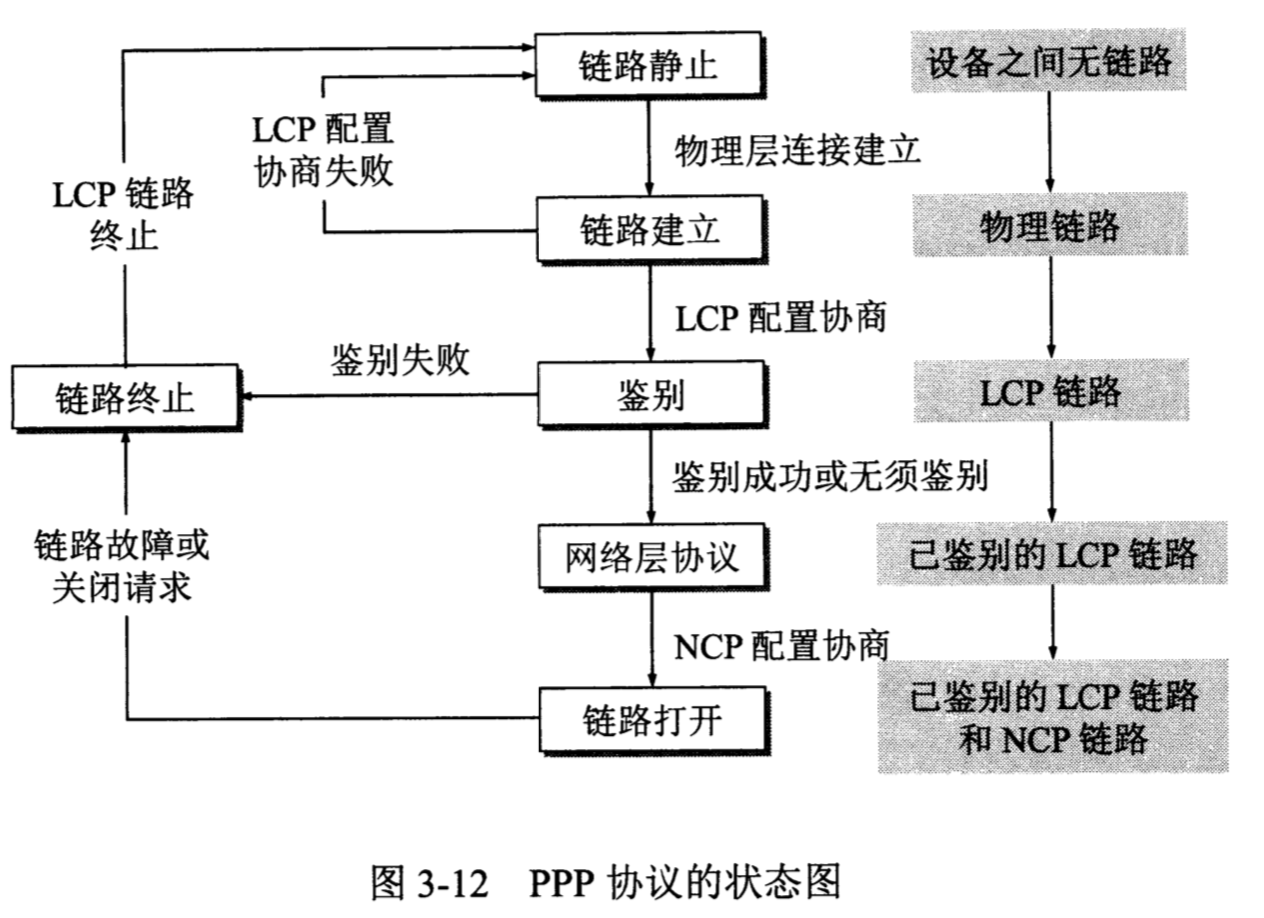 链路静止
设备之间无链路
LCP 配置
协商失败
物理层连接建立
LCP 链路
终止
链路建立
物理链路
LCP 配置协商
鉴别失败
链路终止
鉴别
LCP 链路
鉴别成功或无须鉴别
链路故障或
关闭请求
网络层协议
已鉴别的 LCP 链路
NCP 配置协商
链路打开
已鉴别的 LCP 链路
和 NCP 链路
图 3-12 PPP 协议的状态图